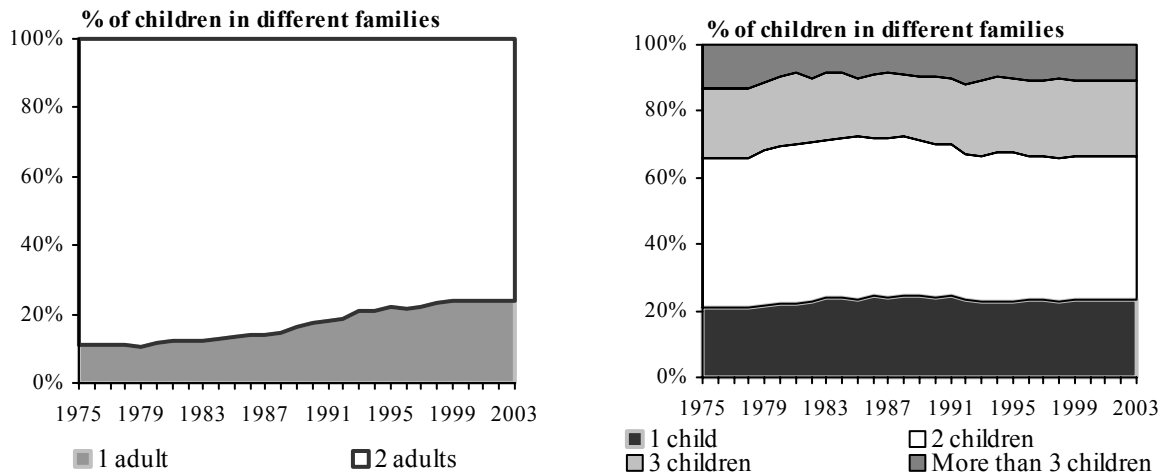 % of children in different families
100%
80%
60%
40%
20%
0%
1975 1979 1983 1987 1991 1995 1999 2003
1 adult 2 adults
% of children in different families
100%
80%
60%
40%
20%
0%
1975 1979 1983 1987 1991 1995 1999 2003
1 child 2 children
3 children More than 3 children